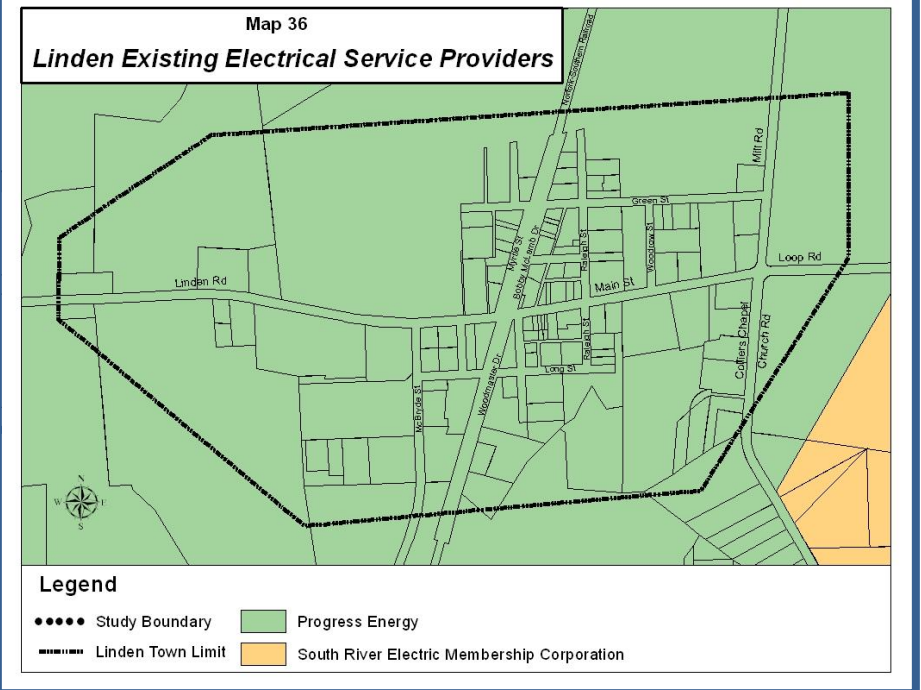 Map 36
Linden Existing Electrical Service Providers
Norfolk-Southern Railroad
Mill Rd
Green St
Myrtle St
Bobby McLamb Dr
Raleigh St
Woodrow St
Loop Rd
Linden Rd
Main St
Colliers Chapel
Church Rd
Raleigh St
Woodmaster Dr
Long St
McBryde St
N
W
E
S
Legend
Study Boundary
Progress Energy
Linden Town Limit
South River Electric Membership Corporation